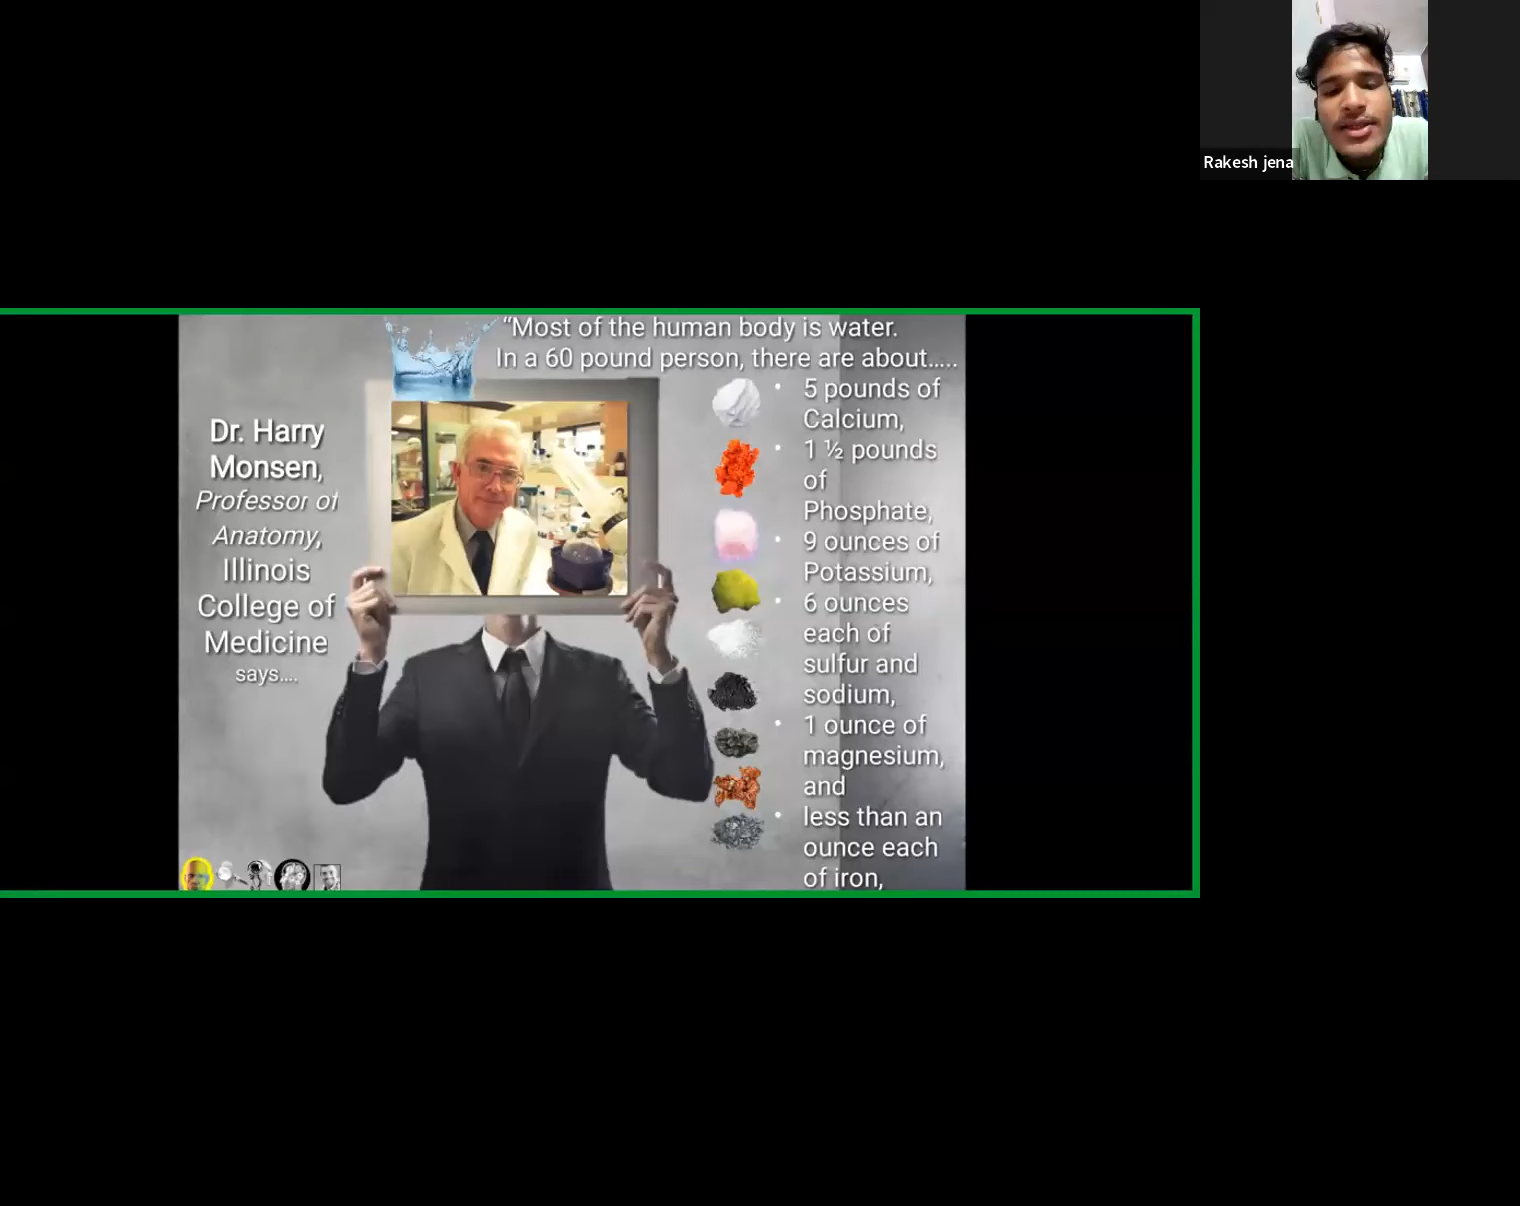 Rakesh jena
"Most of the human body is water.
In a 60 pound person, there are about.....
Dr. Harry
Monsen,
Professor of
Anatomy,
Illinois
College of
Medicine
says....
• 5 pounds of
Calcium,
• 1 ½ pounds
of
Phosphate,
• 9 ounces of
Potassium,
• 6 ounces
each of
sulfur and
sodium,
• 1 ounce of
magnesium,
and
• less than an
ounce each
of iron,